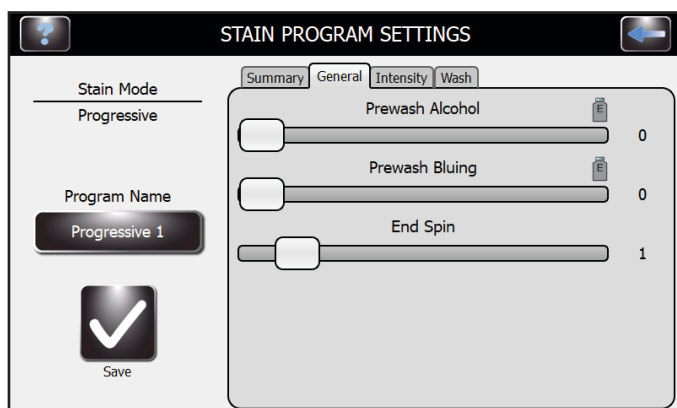 ?
STAIN PROGRAM SETTINGS
Stain Mode
Progressive
Program Name
Progressive 1
Save
Summary General Intensity Wash
Prewash Alcohol
E
0
Prewash Bluing
E
0
End Spin
1